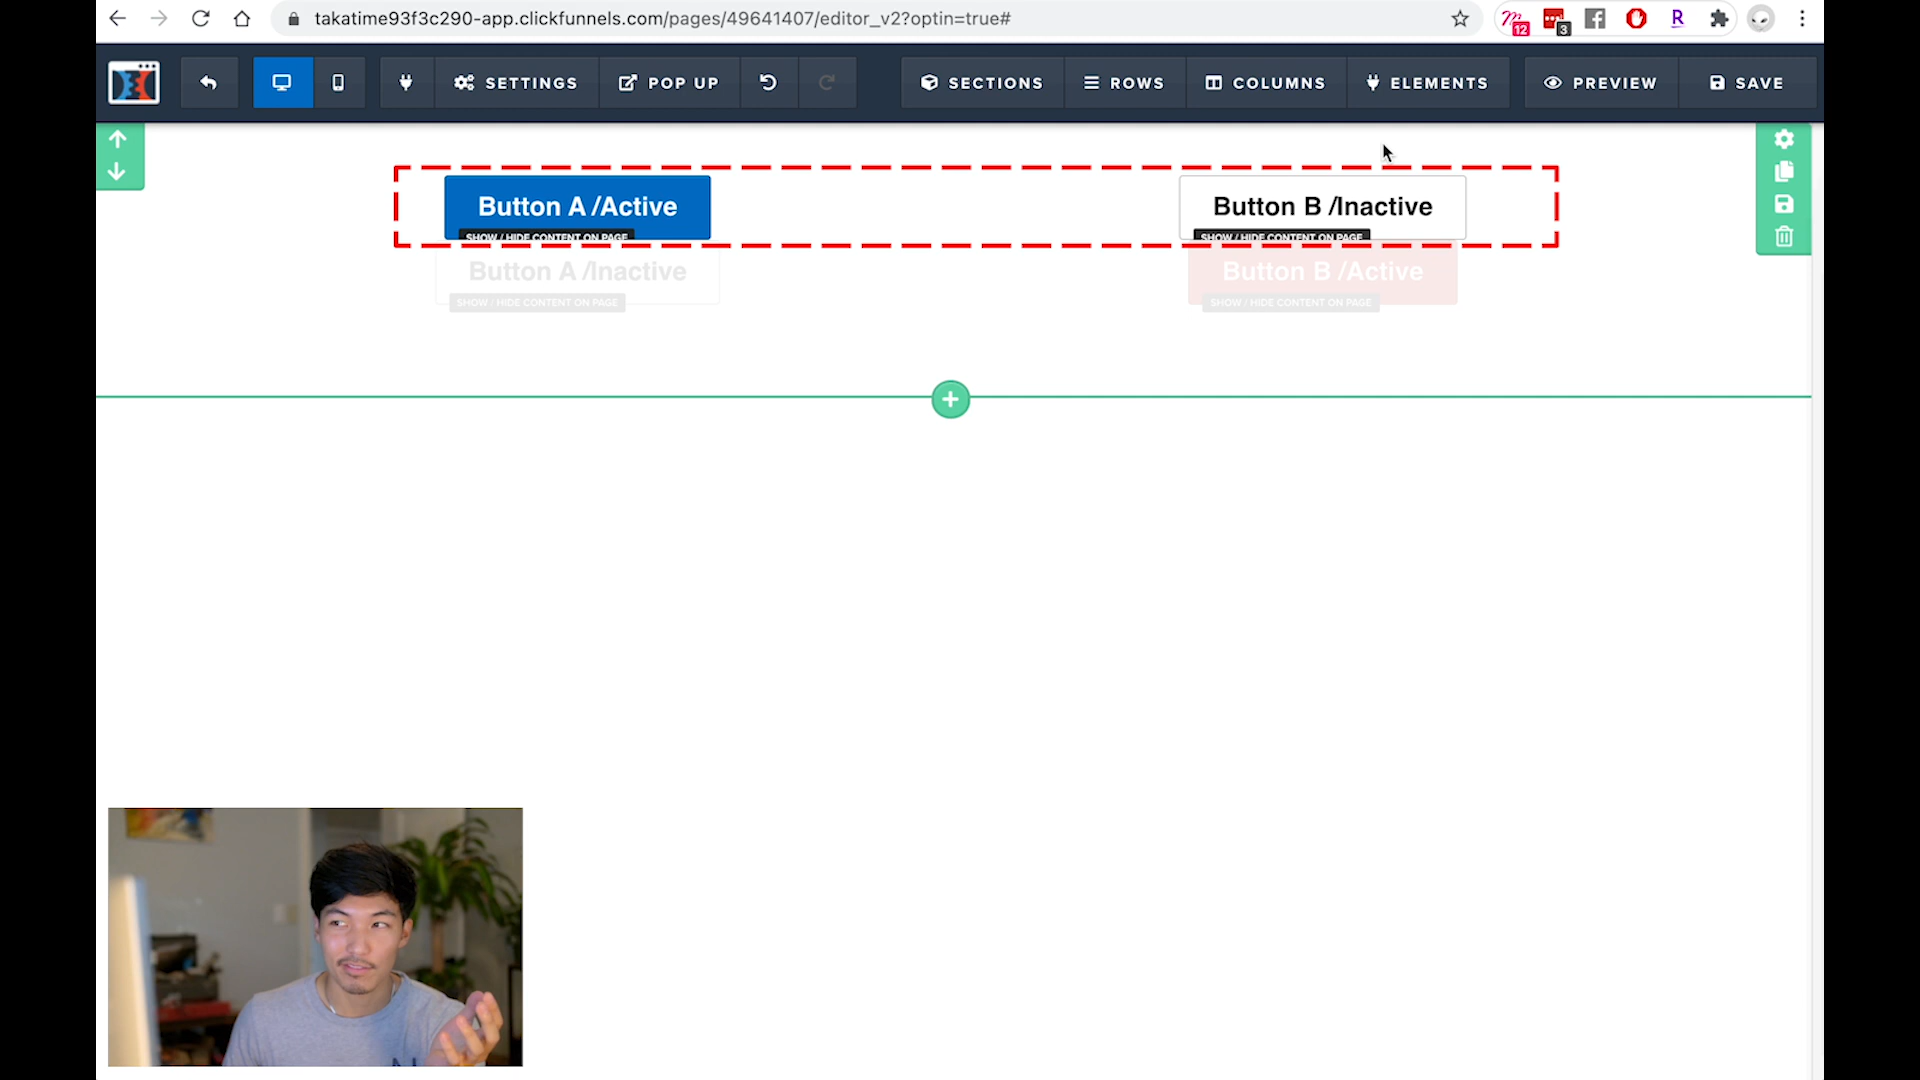 takatime93f3c290-app.clickfunnels.com/pages/49641407/editor_v2?optin=true#
12
3
R
SETTINGS
POP UP
SECTIONS
ROWS
COLUMNS
ELEMENTS
PREVIEW
SAVE
Button A /Active
SHOW / HIDE CONTENT ON PAGE
Button B /Inactive
SHOW / HIDE CONTENT ON PAGE
Button A /Inactive
SHOW / HIDE CONTENT ON PAGE
Button B /Active
SHOW / HIDE CONTENT ON PAGE